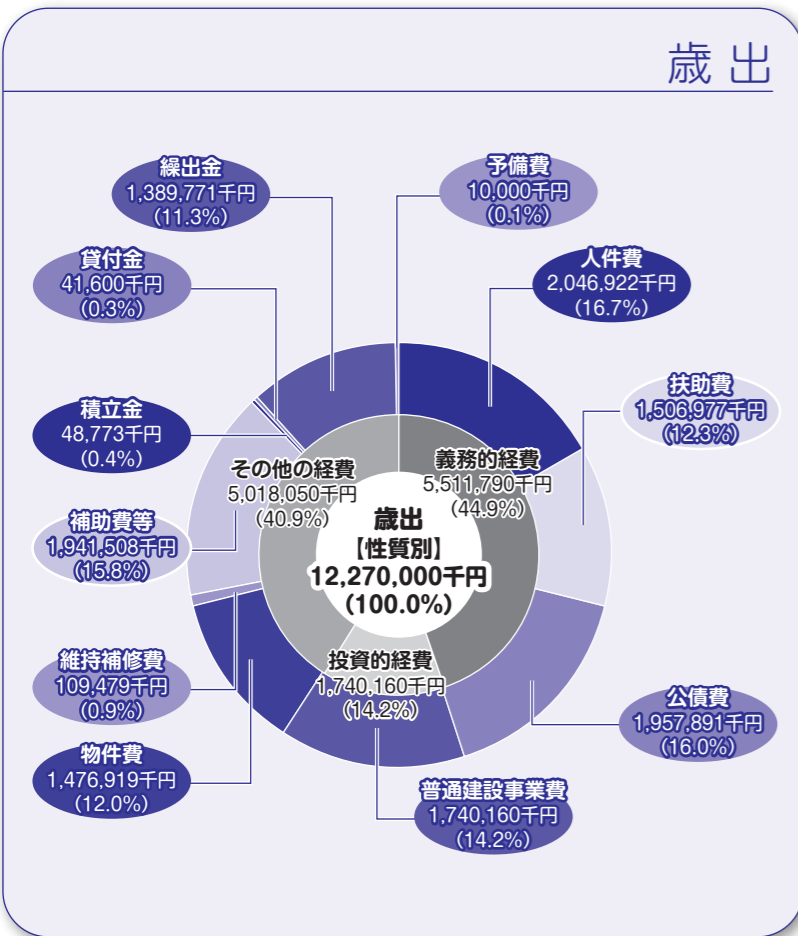 歳出
繰出金
1,389,771千円
(11.3%)
予備費
10,000千円
(0.1%)
貸付金
41,600千円
(0.3%)
人件費
2,046,922千円
(16.7%)
積立金
48,773千円
(0.4%)
扶助費
1,506,977千円
(12.3%)
その他の経費
5,018,050千円
(40.9%)
義務的経費
5,511,790千円
(44.9%)
歳出
【性質別】
12,270,000千円
(100.0%)
補助費等
1,941,508千円
(15.8%)
投資的経費
1,740,160千円
(14.2%)
維持補修費
109,479千円
(0.9%)
公債費
1,957,891千円
(16.0%)
物件費
1,476,919千円
(12.0%)
普通建設事業費
1,740,160千円
(14.2%)